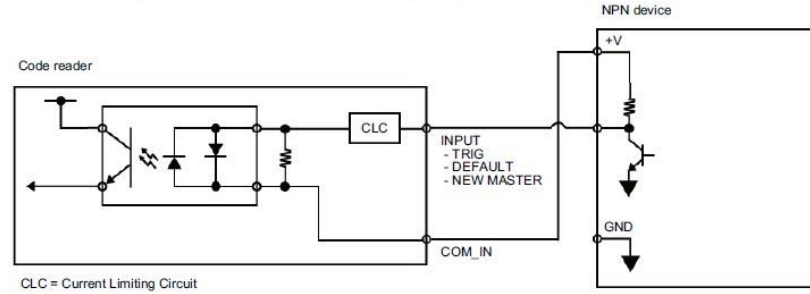 NPN device
+V
Code reader
CLC
INPUT
- TRIG
- DEFAULT
- NEW MASTER
GND
COM_IN
CLC = Current Limiting Circuit